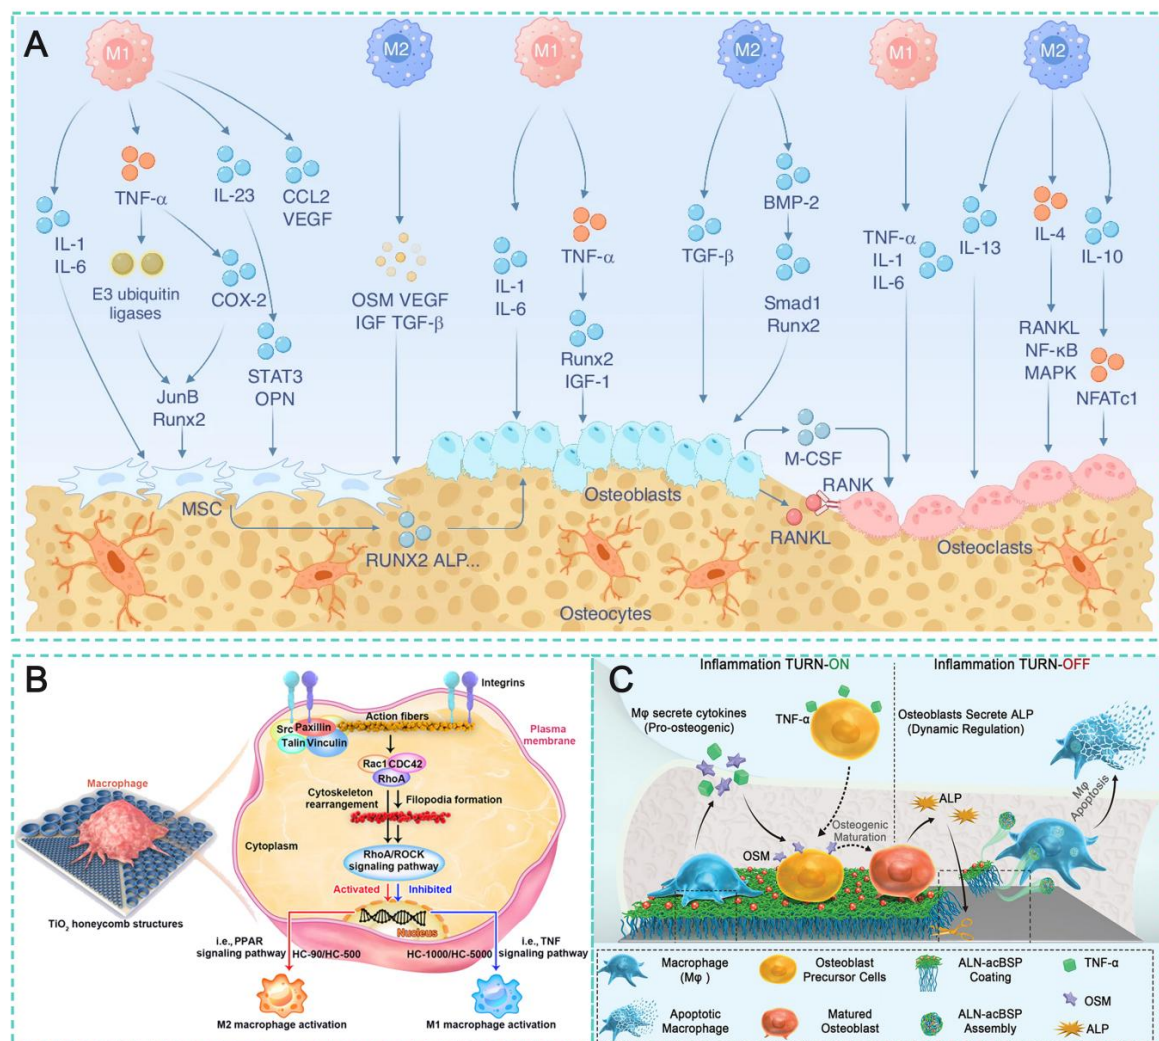 A
M1
M2
M1
M2
M1
M2
TNF-α
IL-23
CCL2
VEGF
IL-1
IL-6
E3 ubiquitin
ligases
COX-2
STAT3
OPN
JunB
Runx2
OSM VEGF
IGF TGF-β
IL-1
IL-6
TNF-α
Runx2
IGF-1
TGF-β
BMP-2
Smad1
Runx2
TNF-α
IL-1
IL-6
IL-13
IL-4
IL-10
RANKL
NF-κB
MAPK
NFATc1
M-CSF
RANK
RANKL
MSC
RUNX2 ALP...
Osteoblasts
Osteoclasts
Osteocytes
B
Integrins
Action fibers
Plasma
membrane
Src
Paxillin
Talin
Vinculin
Rac1
CDC42
RhoA
Cytoskeleton
rearrangement
Filopodia formation
Cytoplasm
RhoA/ROCK
signaling pathway
Activated
Inhibited
Nucleus
Macrophage
TiO2 honeycomb structures
i.e., PPAR
signaling pathway
HC-90/HC-500
HC-1000/HC-5000
i.e., TNF
signaling pathway
M2 macrophage activation
M1 macrophage activation
C
Inflammation TURN-ON
Inflammation TURN-OFF
Mφ secrete cytokines
(Pro-osteogenic)
TNF-α
Osteoblasts Secrete ALP
(Dynamic Regulation)
Mφ
Apoptosis
ALP
Osteogenic
Maturation
OSM
Macrophage
(Mφ )
Osteoblast
Precursor Cells
ALN-acBSP
Coating
TNF-α
OSM
Apoptotic
Macrophage
Matured
Osteoblast
ALN-acBSP
Assembly
ALP